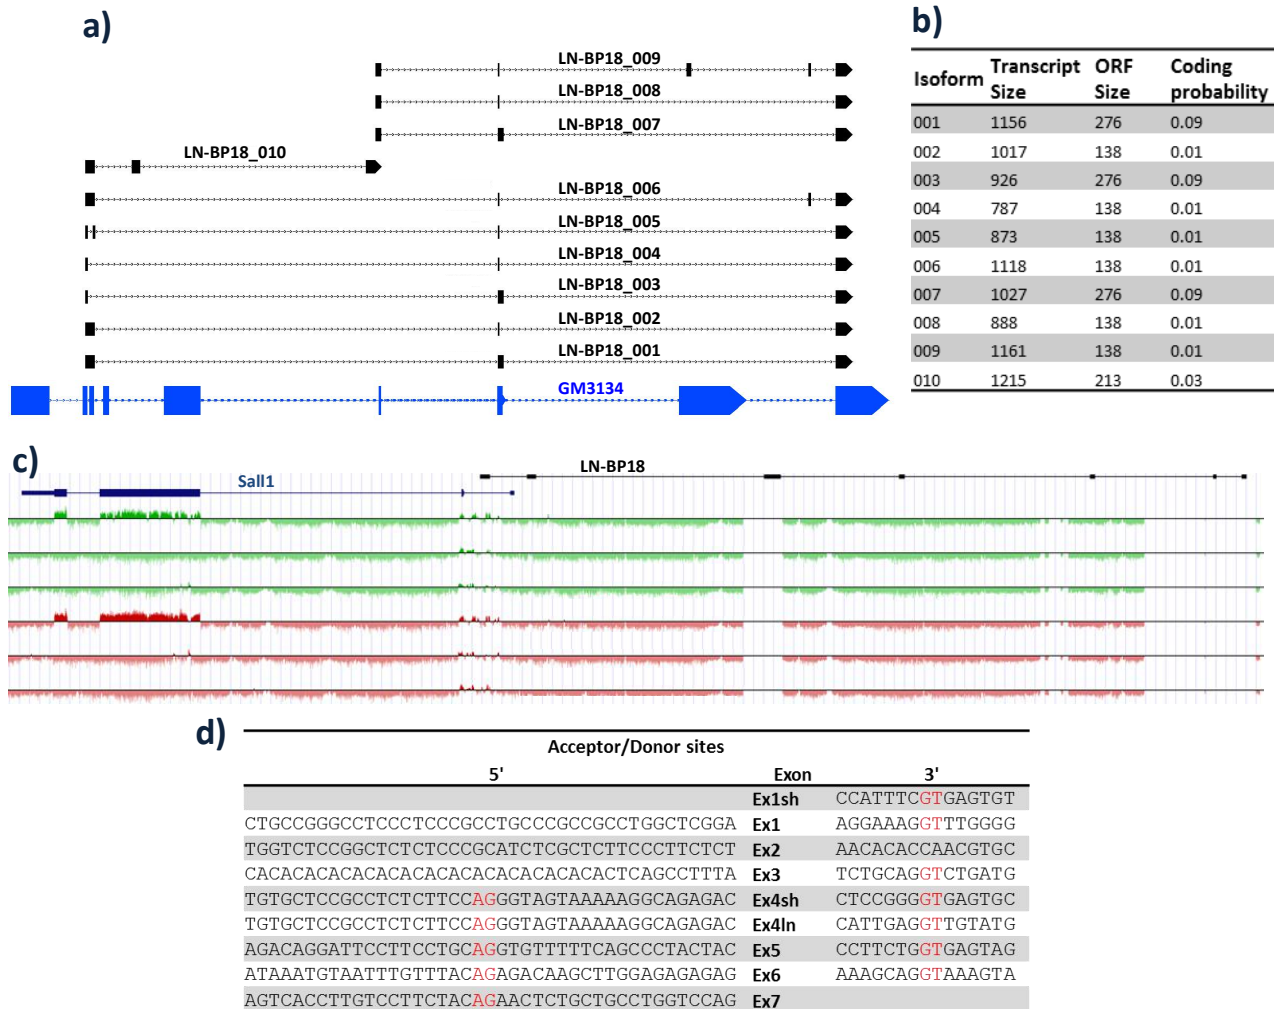 a)
LN-BP18_009
LN-BP18_008
LN-BP18_007
LN-BP18_010
LN-BP18_006
LN-BP18_005
LN-BP18_004
LN-BP18_003
LN-BP18_002
LN-BP18_001
GM3134
b)
Isoform Transcript Size ORF Size Coding probability
001 1156 276 0.09
002 1017 138 0.01
003 926 276 0.09
004 787 138 0.01
005 873 138 0.01
006 1118 138 0.01
007 1027 276 0.09
008 888 138 0.01
009 1161 138 0.01
010 1215 213 0.03
c)
LN-BP18
Sall1
d)
Acceptor/Donor sites
5' Exon 3'
Ex1sh CCATTTCGTGAGTGT
CTGCCGGGCCTCCCTCCCGCCTGCCCGCCGCCTGGCTCGGA Ex1 AGGAAAGGTTTGGGG
TGGTCTCCGGCTCTCTCCCGCATCTCGCTCTTCCCTTCTCT Ex2 AACACACCAACGTGC
CACACACACACACACACACACACACACACACTCAGCCTTTA Ex3 TCTGCAGGTCTGATG
TGTGCTCCGCCTCTCTTCCAGGGTAGTAAAAAGGCAGAGAC Ex4sh CTCCGGGGTGAGTGC
TGTGCTCCGCCTCTCTTCCAGGGTAGTAAAAAGGCAGAGAC Ex4ln CATTGAGGTTGTATG
AGACAGGATTCCTTCCTGCAGGTGTTTTTCAGCCCTACTAC Ex5 CCTTCTGGTGAGTAG
ATAAATGTAATTTGTTTACAGAGACAAGCTTGGAGAGAGAG Ex6 AAAGCAGGTAAAGTA
AGTCACCTTGTCCTTCTACAGAACTCTGCTGCCTGGTCCAG Ex7